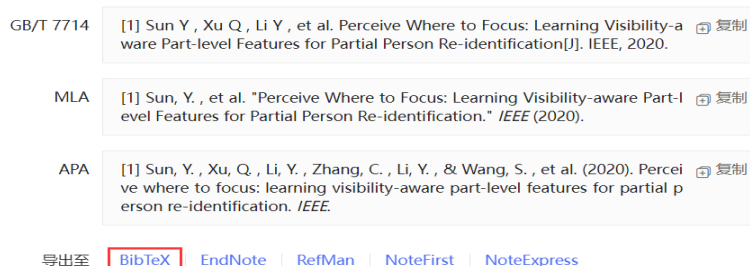 GB/T 7714 [1] Sun Y , Xu Q , Li Y , et al. Perceive Where to Focus: Learning Visibility-a 复制
ware Part-level Features for Partial Person Re-identification[J]. IEEE, 2020.
MLA [1] Sun, Y. , et al. "Perceive Where to Focus: Learning Visibility-aware Part-l 复制
evel Features for Partial Person Re-identification." IEEE (2020).
APA [1] Sun, Y. , Xu, Q. , Li, Y. , Zhang, C. , Li, Y. , & Wang, S. , et al. (2020). Percei 复制
ve where to focus: learning visibility-aware part-level features for partial p
erson re-identification. IEEE.
导出至 BibTeX EndNote RefMan NoteFirst NoteExpress